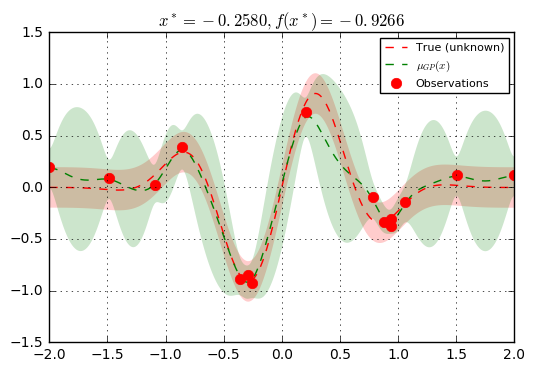 x* = −0.2580, f(x*) = −0.9266
1.5
1.0
0.5
0.0
−0.5
−1.0
−1.5
−2.0 −1.5 −1.0 −0.5 0.0 0.5 1.0 1.5 2.0
True (unknown)
μGP(x)
Observations